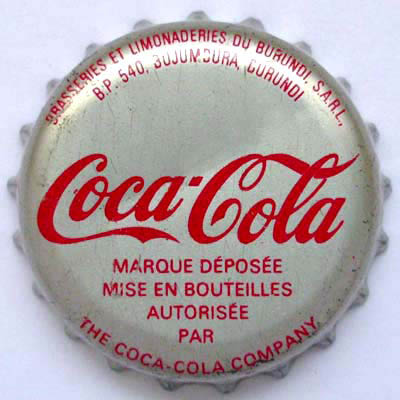 BRASSERIES ET LIMONADERIES DU BURUNDI, S.A.R.L.,
B.P. 540, BUJUMBURA, BURUNDI
Coca-Cola
MARQUE DÉPOSÉE
MISE EN BOUTEILLES
AUTORISÉE
PAR
THE COCA-COLA COMPANY